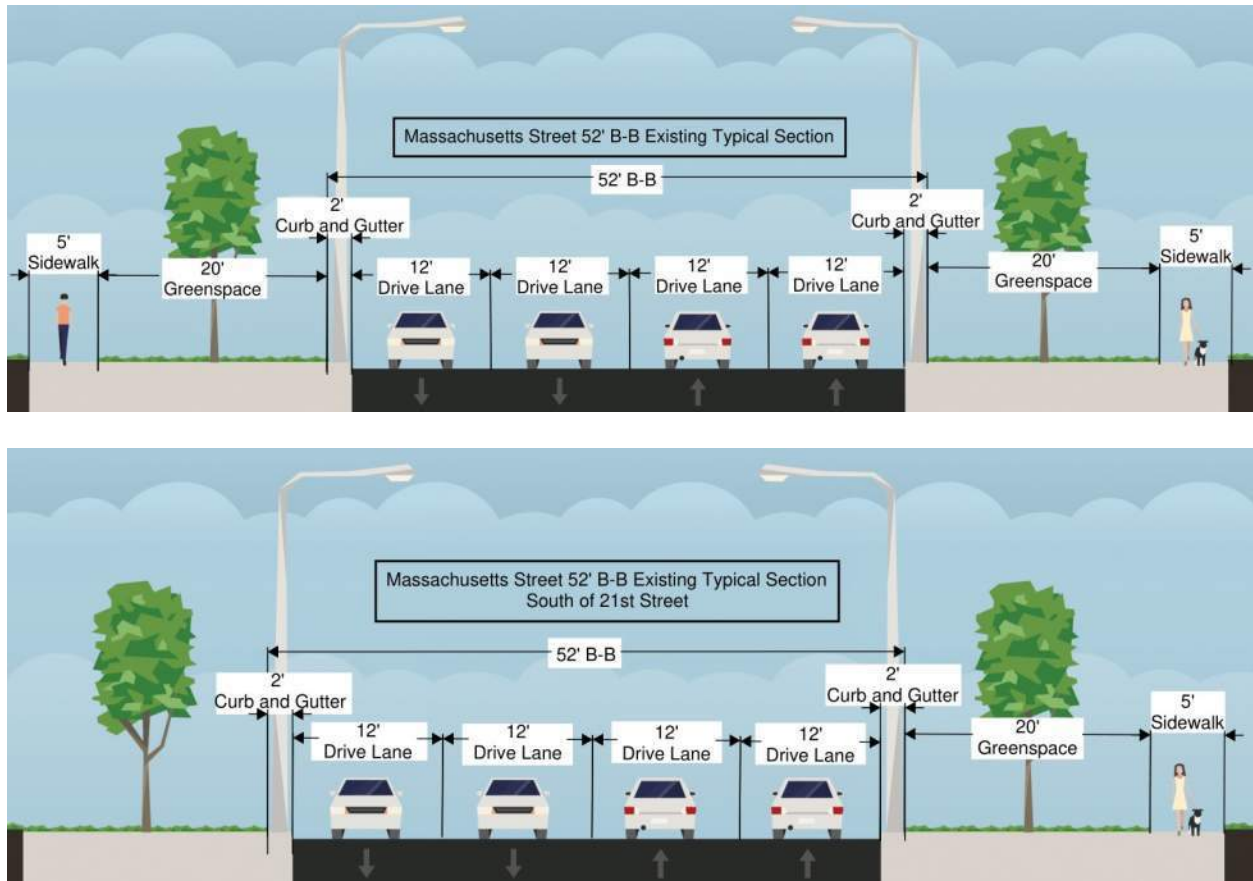 Massachusetts Street 52' B-B Existing Typical Section
52' B-B
2'
Curb and Gutter
2'
Curb and Gutter
5'
Sidewalk
20'
Greenspace
12'
Drive Lane
12'
Drive Lane
12'
Drive Lane
12'
Drive Lane
20'
Greenspace
5'
Sidewalk
Massachusetts Street 52' B-B Existing Typical Section
South of 21st Street
52' B-B
2'
Curb and Gutter
2'
Curb and Gutter
12'
Drive Lane
12'
Drive Lane
12'
Drive Lane
12'
Drive Lane
20'
Greenspace
5'
Sidewalk